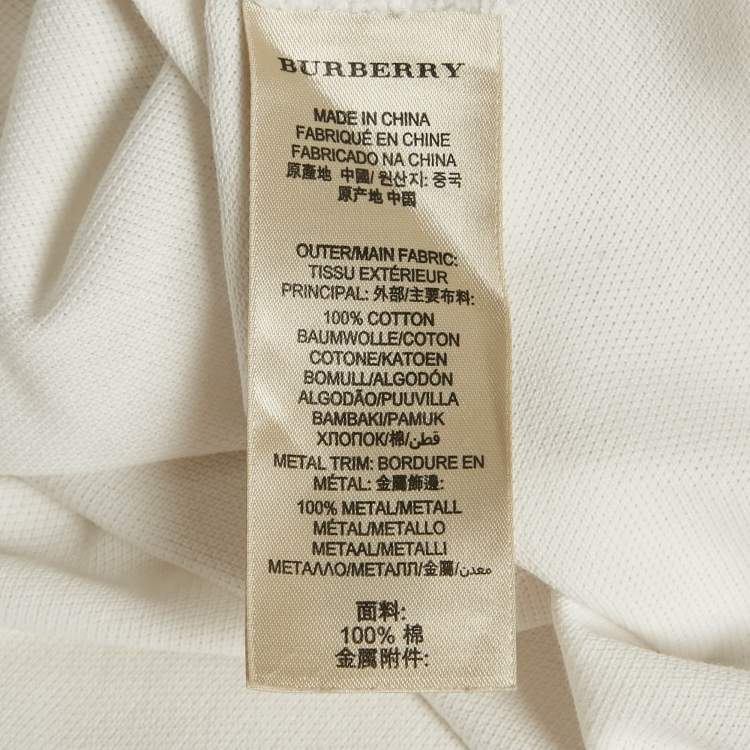 BURBERRY
MADE IN CHINA
FABRIQUÉ EN CHINE
FABRICADO NA CHINA
原產地 中國/ 원산지: 중국
原产地 中国
OUTER/MAIN FABRIC:
TISSU EXTÉRIEUR
PRINCIPAL: 外部/主要布料:
100% COTTON
BAUMWOLLE/COTON
COTONE/KATOEN
BOMULL/ALGODÓN
ALGODÃO/PUUVILLA
BAMBAKI/PAMUK
ХЛОПОК/棉/قطن
METAL TRIM: BORDURE EN
MÉTAL: 金屬飾邊:
100% METAL/METALL
MÉTAL/METALLO
METAAL/METALLI
ΜΕΤΑΛΛΟ/МЕТАЛЛ/金屬/معدن
面料:
100% 棉
金属附件: